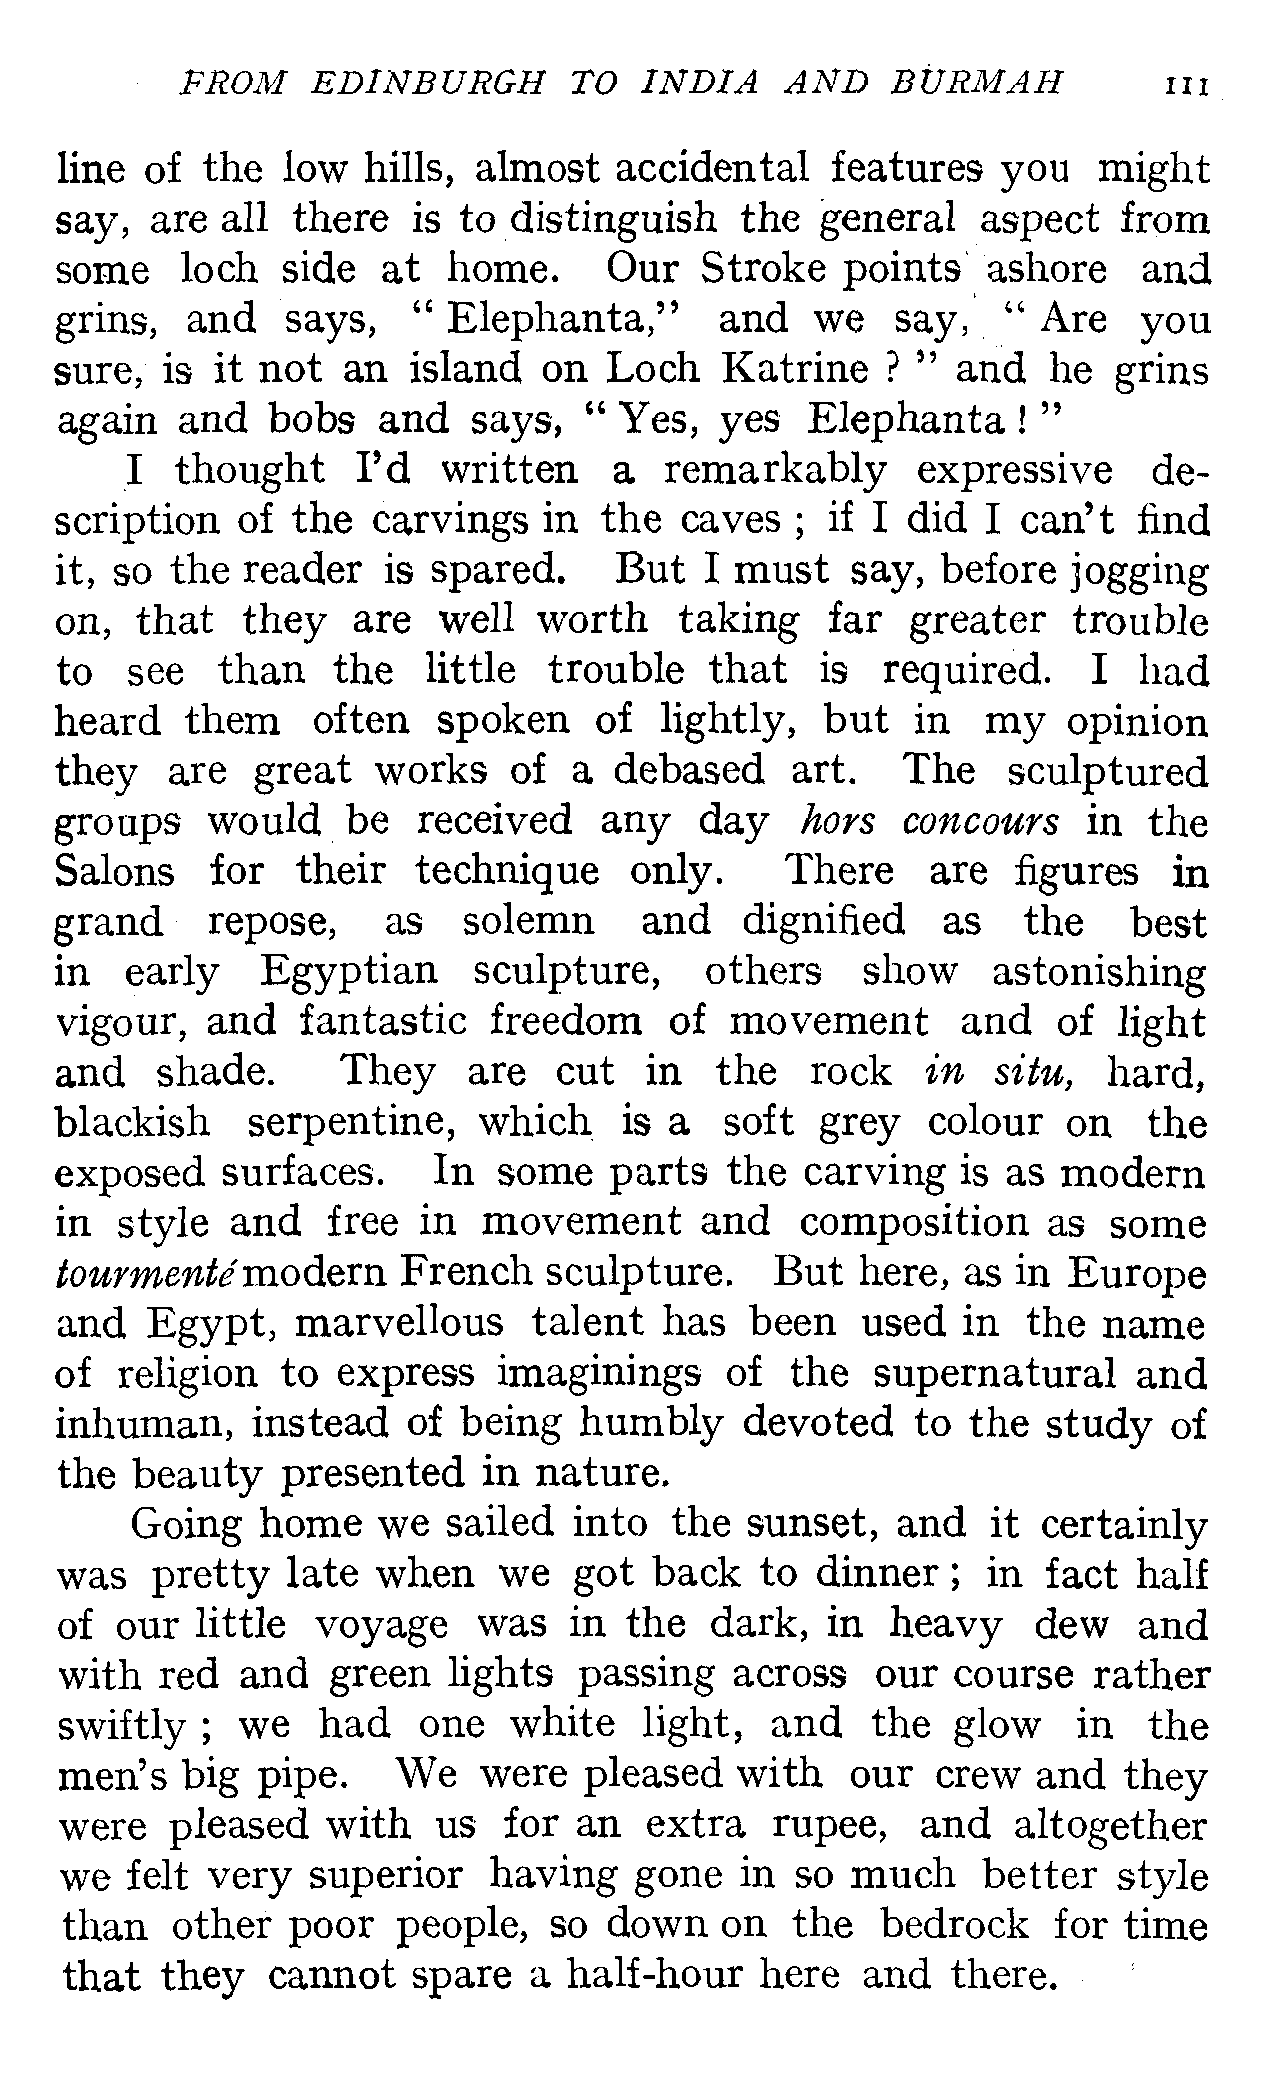 FROM EDINBURGH TO INDIA AND BURMAH 111
line of the low hills, almost accidental features you might
say, are all there is to distinguish the general aspect from
some loch side at home. Our Stroke points ashore and
grins, and says, “ Elephanta,” and we say, “ Are you
sure, is it not an island on Loch Katrine ? ” and he grins
again and bobs and says, “ Yes, yes Elephanta ! ”
I thought I’d written a remarkably expressive de-
scription of the carvings in the caves ; if I did I can’t find
it, so the reader is spared. But I must say, before jogging
on, that they are well worth taking far greater trouble
to see than the little trouble that is required. I had
heard them often spoken of lightly, but in my opinion
they are great works of a debased art. The sculptured
groups would be received any day hors concours in the
Salons for their technique only. There are figures in
grand repose, as solemn and dignified as the best
in early Egyptian sculpture, others show astonishing
vigour, and fantastic freedom of movement and of light
and shade. They are cut in the rock in situ, hard,
blackish serpentine, which is a soft grey colour on the
exposed surfaces. In some parts the carving is as modern
in style and free in movement and composition as some
tourmenté modern French sculpture. But here, as in Europe
and Egypt, marvellous talent has been used in the name
of religion to express imaginings of the supernatural and
inhuman, instead of being humbly devoted to the study of
the beauty presented in nature.
Going home we sailed into the sunset, and it certainly
was pretty late when we got back to dinner ; in fact half
of our little voyage was in the dark, in heavy dew and
with red and green lights passing across our course rather
swiftly ; we had one white light, and the glow in the
men’s big pipe. We were pleased with our crew and they
were pleased with us for an extra rupee, and altogether
we felt very superior having gone in so much better style
than other poor people, so down on the bedrock for time
that they cannot spare a half-hour here and there.